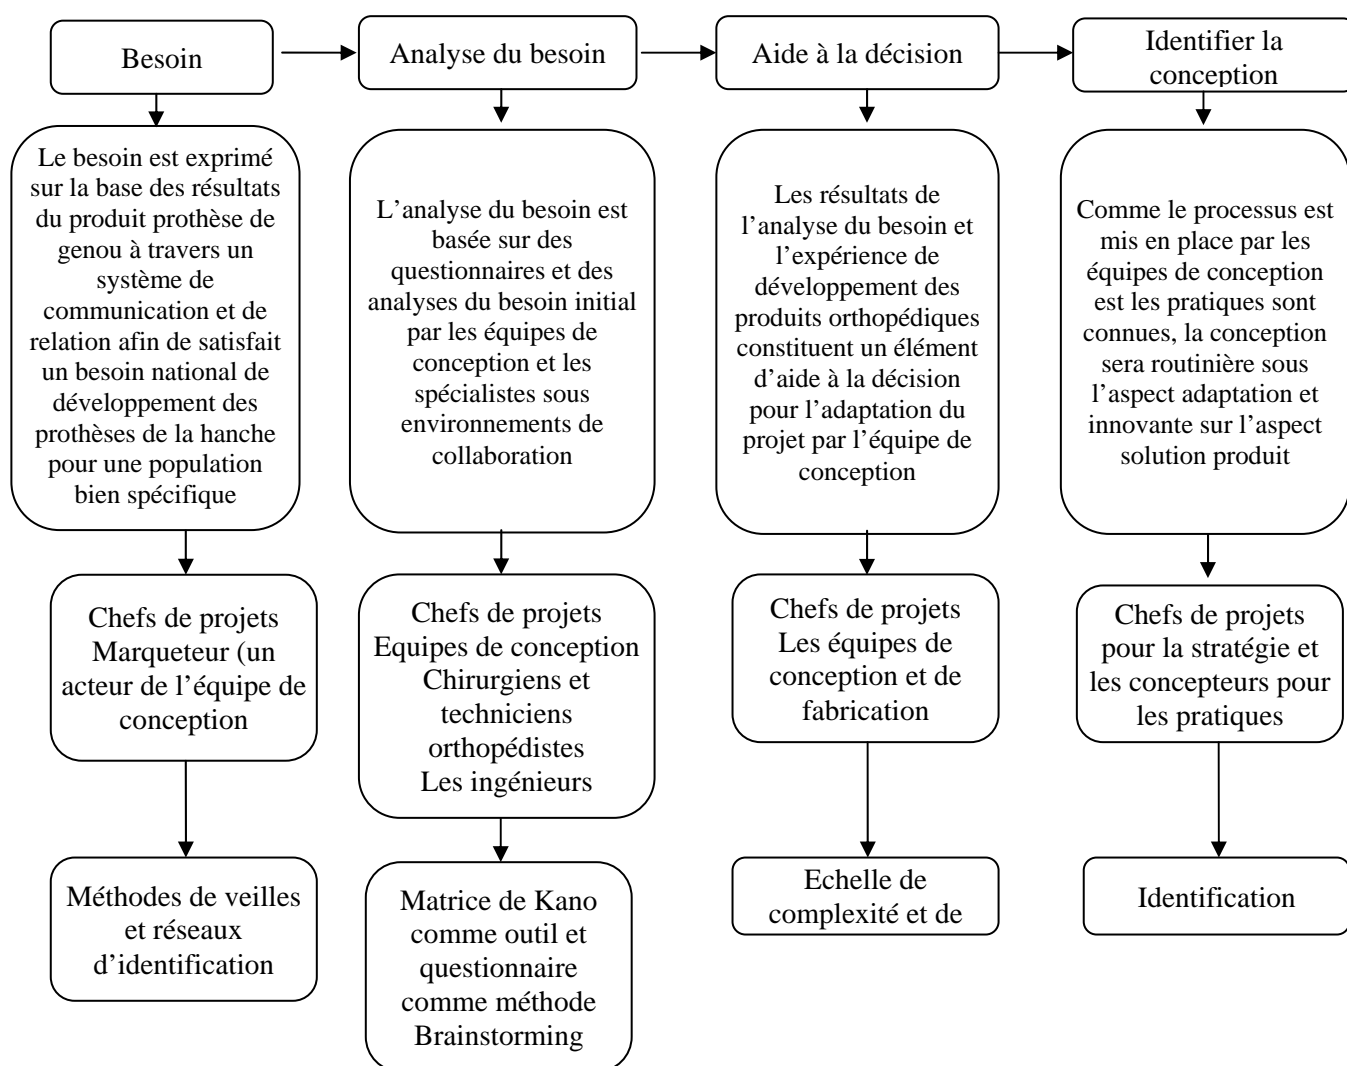 Besoin
Analyse du besoin
Aide à la décision
Identifier la
conception
Le besoin est exprimé
sur la base des résultats
du produit prothèse de
genou à travers un
système de
communication et de
relation afin de satisfait
un besoin national de
développement des
prothèses de la hanche
pour une population
bien spécifique
L’analyse du besoin est
basée sur des
questionnaires et des
analyses du besoin initial
par les équipes de
conception et les
spécialistes sous
environnements de
collaboration
Les résultats de
l’analyse du besoin et
l’expérience de
développement des
produits orthopédiques
constituent un élément
d’aide à la décision
pour l’adaptation du
projet par l’équipe de
conception
Comme le processus est
mis en place par les
équipes de conception
est les pratiques sont
connues, la conception
sera routinière sous
l’aspect adaptation et
innovante sur l’aspect
solution produit
Chefs de projets
Marqueteur (un
acteur de l’équipe de
conception
Chefs de projets
Equipes de conception
Chirurgiens et
techniciens
orthopédistes
Les ingénieurs
Chefs de projets
Les équipes de
conception et de
fabrication
Chefs de projets
pour la stratégie et
les concepteurs pour
les pratiques
Méthodes de veilles
et réseaux
d’identification
Matrice de Kano
comme outil et
questionnaire
comme méthode
Brainstorming
Echelle de
complexité et de
Identification